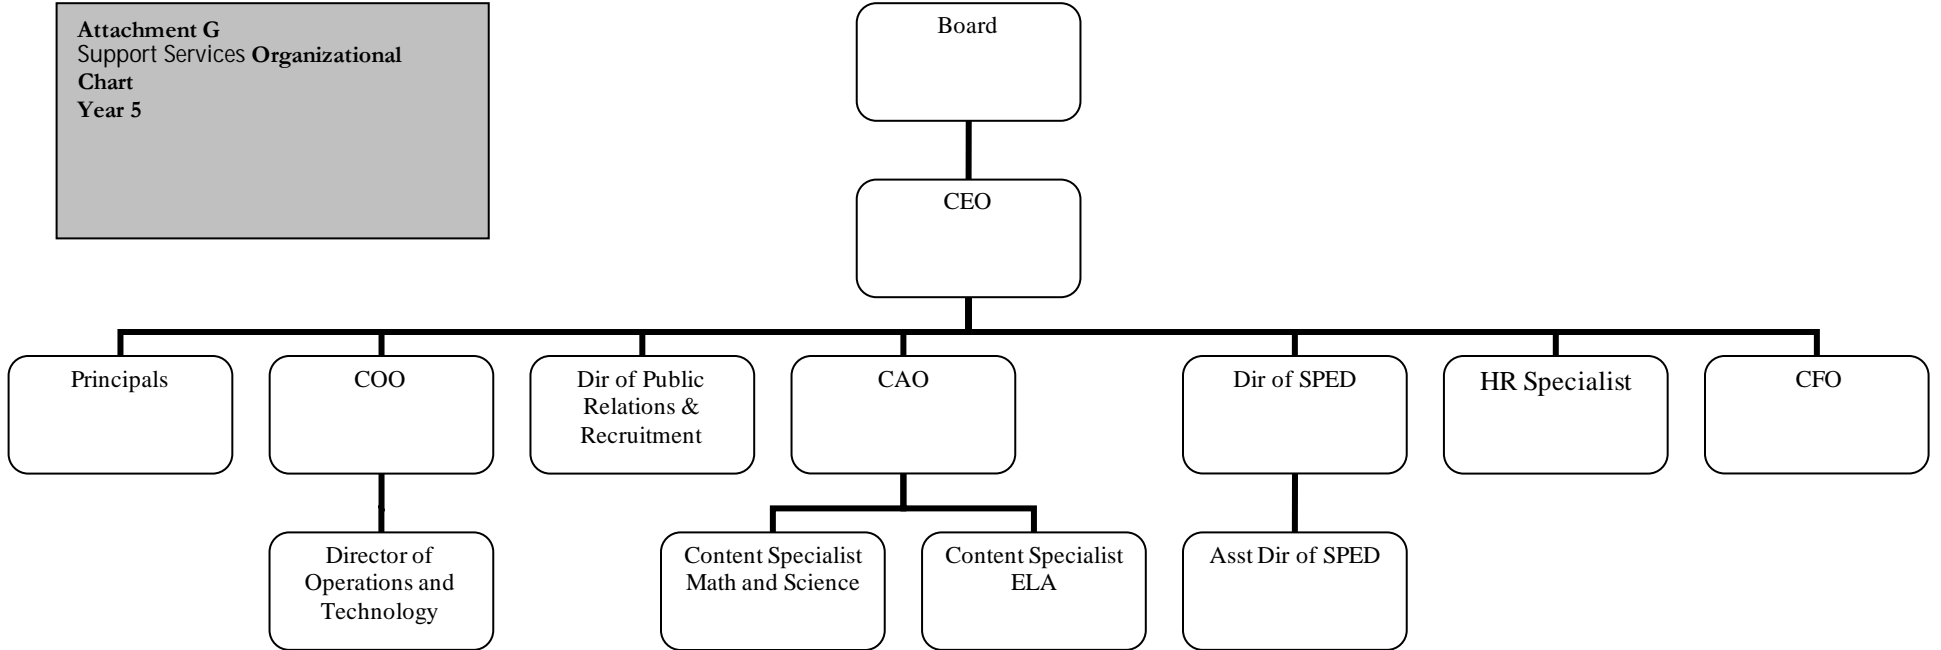 Attachment G
Support Services Organizational
Chart
Year 5
Board
CEO
Principals
COO
Dir of Public
Relations &
Recruitment
CAO
Dir of SPED
HR Specialist
CFO
Director of
Operations and
Technology
Content Specialist
Math and Science
Content Specialist
ELA
Asst Dir of SPED